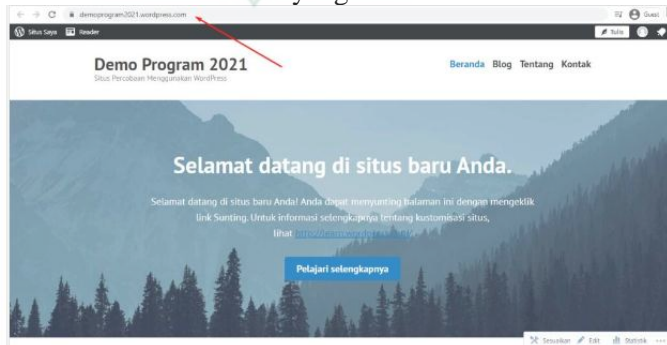 yang
demoprogram2021.wordpress.com
Guest
Situs Saya Reader
Tulis
Demo Program 2021
Situs Percobaan Menggunakan WordPress
Beranda Blog Tentang Kontak
Selamat datang di situs baru Anda.
Selamat datang di situs baru Anda! Anda dapat menyunting halaman ini dengan mengeklik
link Sunting. Untuk informasi selengkapnya tentang kustomisasi situs,
lihat
Pelajari selengkapnya
Sesuaikan Edit Statistik